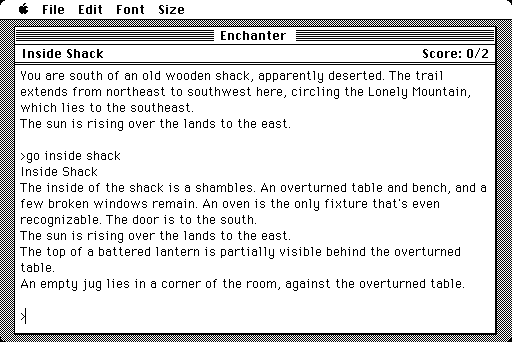 File Edit Font Size
Enchanter
Inside Shack Score: 0/2
You are south of an old wooden shack, apparently deserted. The trail
extends from northeast to southwest here, circling the Lonely Mountain,
which lies to the southeast.
The sun is rising over the lands to the east.
>go inside shack
Inside Shack
The inside of the shack is a shambles. An overturned table and bench, and a
few broken windows remain. An oven is the only fixture that's even
recognizable. The door is to the south.
The sun is rising over the lands to the east.
The top of a battered lantern is partially visible behind the overturned
table.
An empty jug lies in a corner of the room, against the overturned table.
>